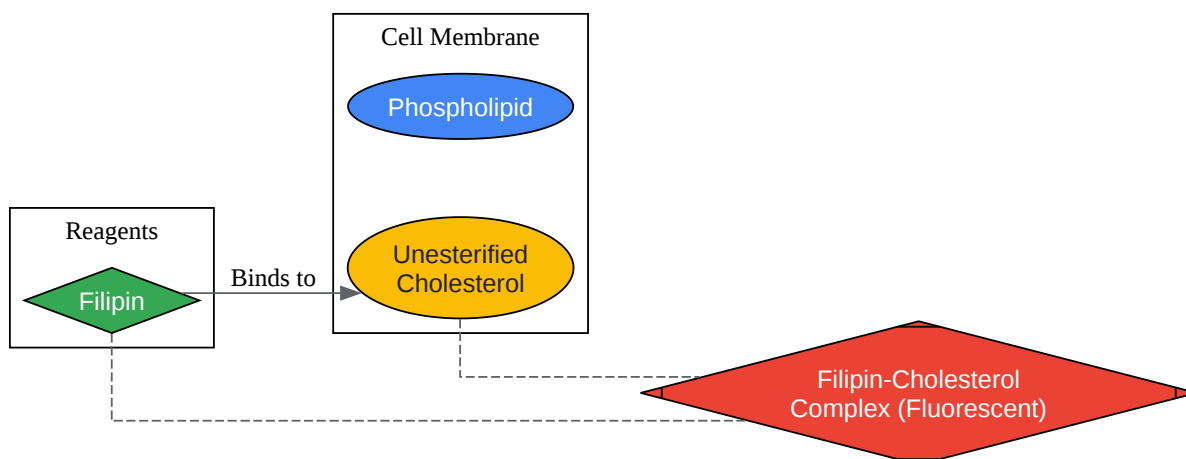 Cell Membrane
Phospholipid
Reagents
Filipin
Binds to
Unesterified
Cholesterol
Filipin-Cholesterol
Complex (Fluorescent)